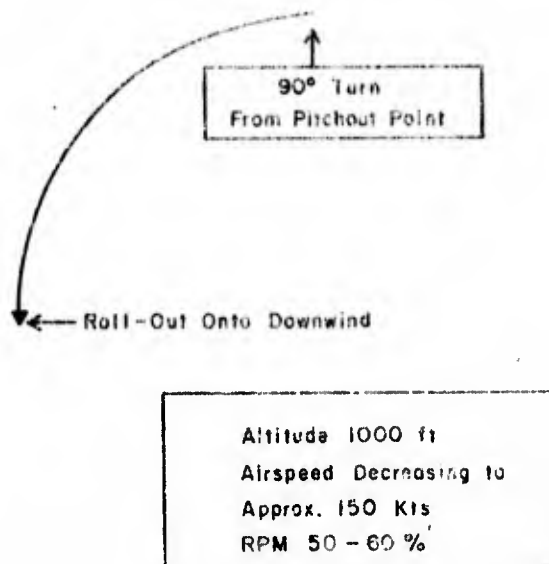 90° Turn
From Pitchout Point
Roll-Out Onto Downwind
Altitude 1000 ft
Airspeed Decreasing to
Approx. 150 Kts
RPM 50 - 60 %